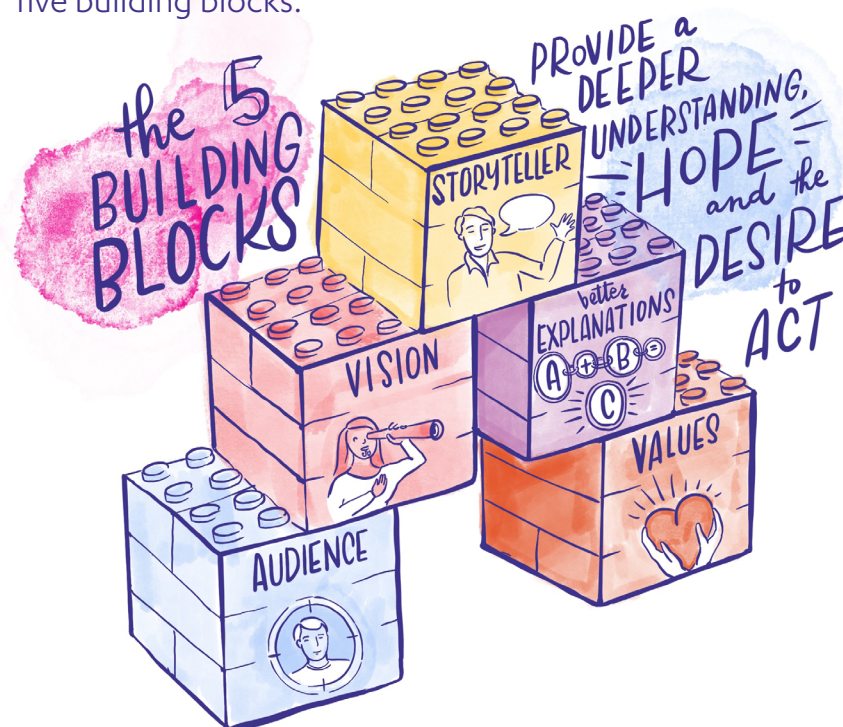 five building blocks.
the 5
BUILDING
BLOCKS
PROVIDE a
DEEPER
UNDERSTANDING,
HOPE
and the
DESIRE
to
ACT
STORYTELLER
VISION
better
EXPLANATIONS
A + B =
C
VALUES
AUDIENCE